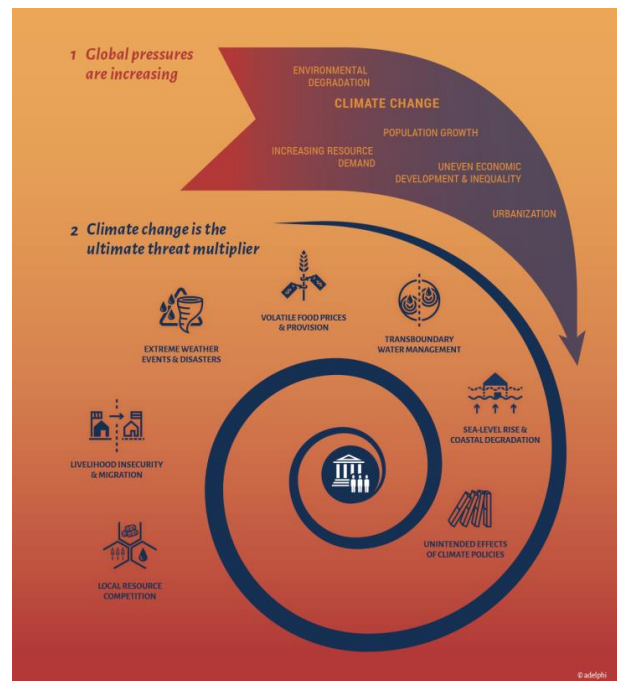 1 Global pressures
are increasing
ENVIRONMENTAL
DEGRADATION
CLIMATE CHANGE
POPULATION GROWTH
INCREASING RESOURCE
DEMAND
UNEVEN ECONOMIC
DEVELOPMENT & INEQUALITY
URBANIZATION
2 Climate change is the
ultimate threat multiplier
VOLATILE FOOD PRICES
& PROVISION
EXTREME WEATHER
EVENTS & DISASTERS
TRANSBOUNDARY
WATER MANAGEMENT
SEA-LEVEL RISE &
COASTAL DEGRADATION
LIVELIHOOD INSECURITY
& MIGRATION
UNINTENDED EFFECTS
OF CLIMATE POLICIES
LOCAL RESOURCE
COMPETITION
© adelphi